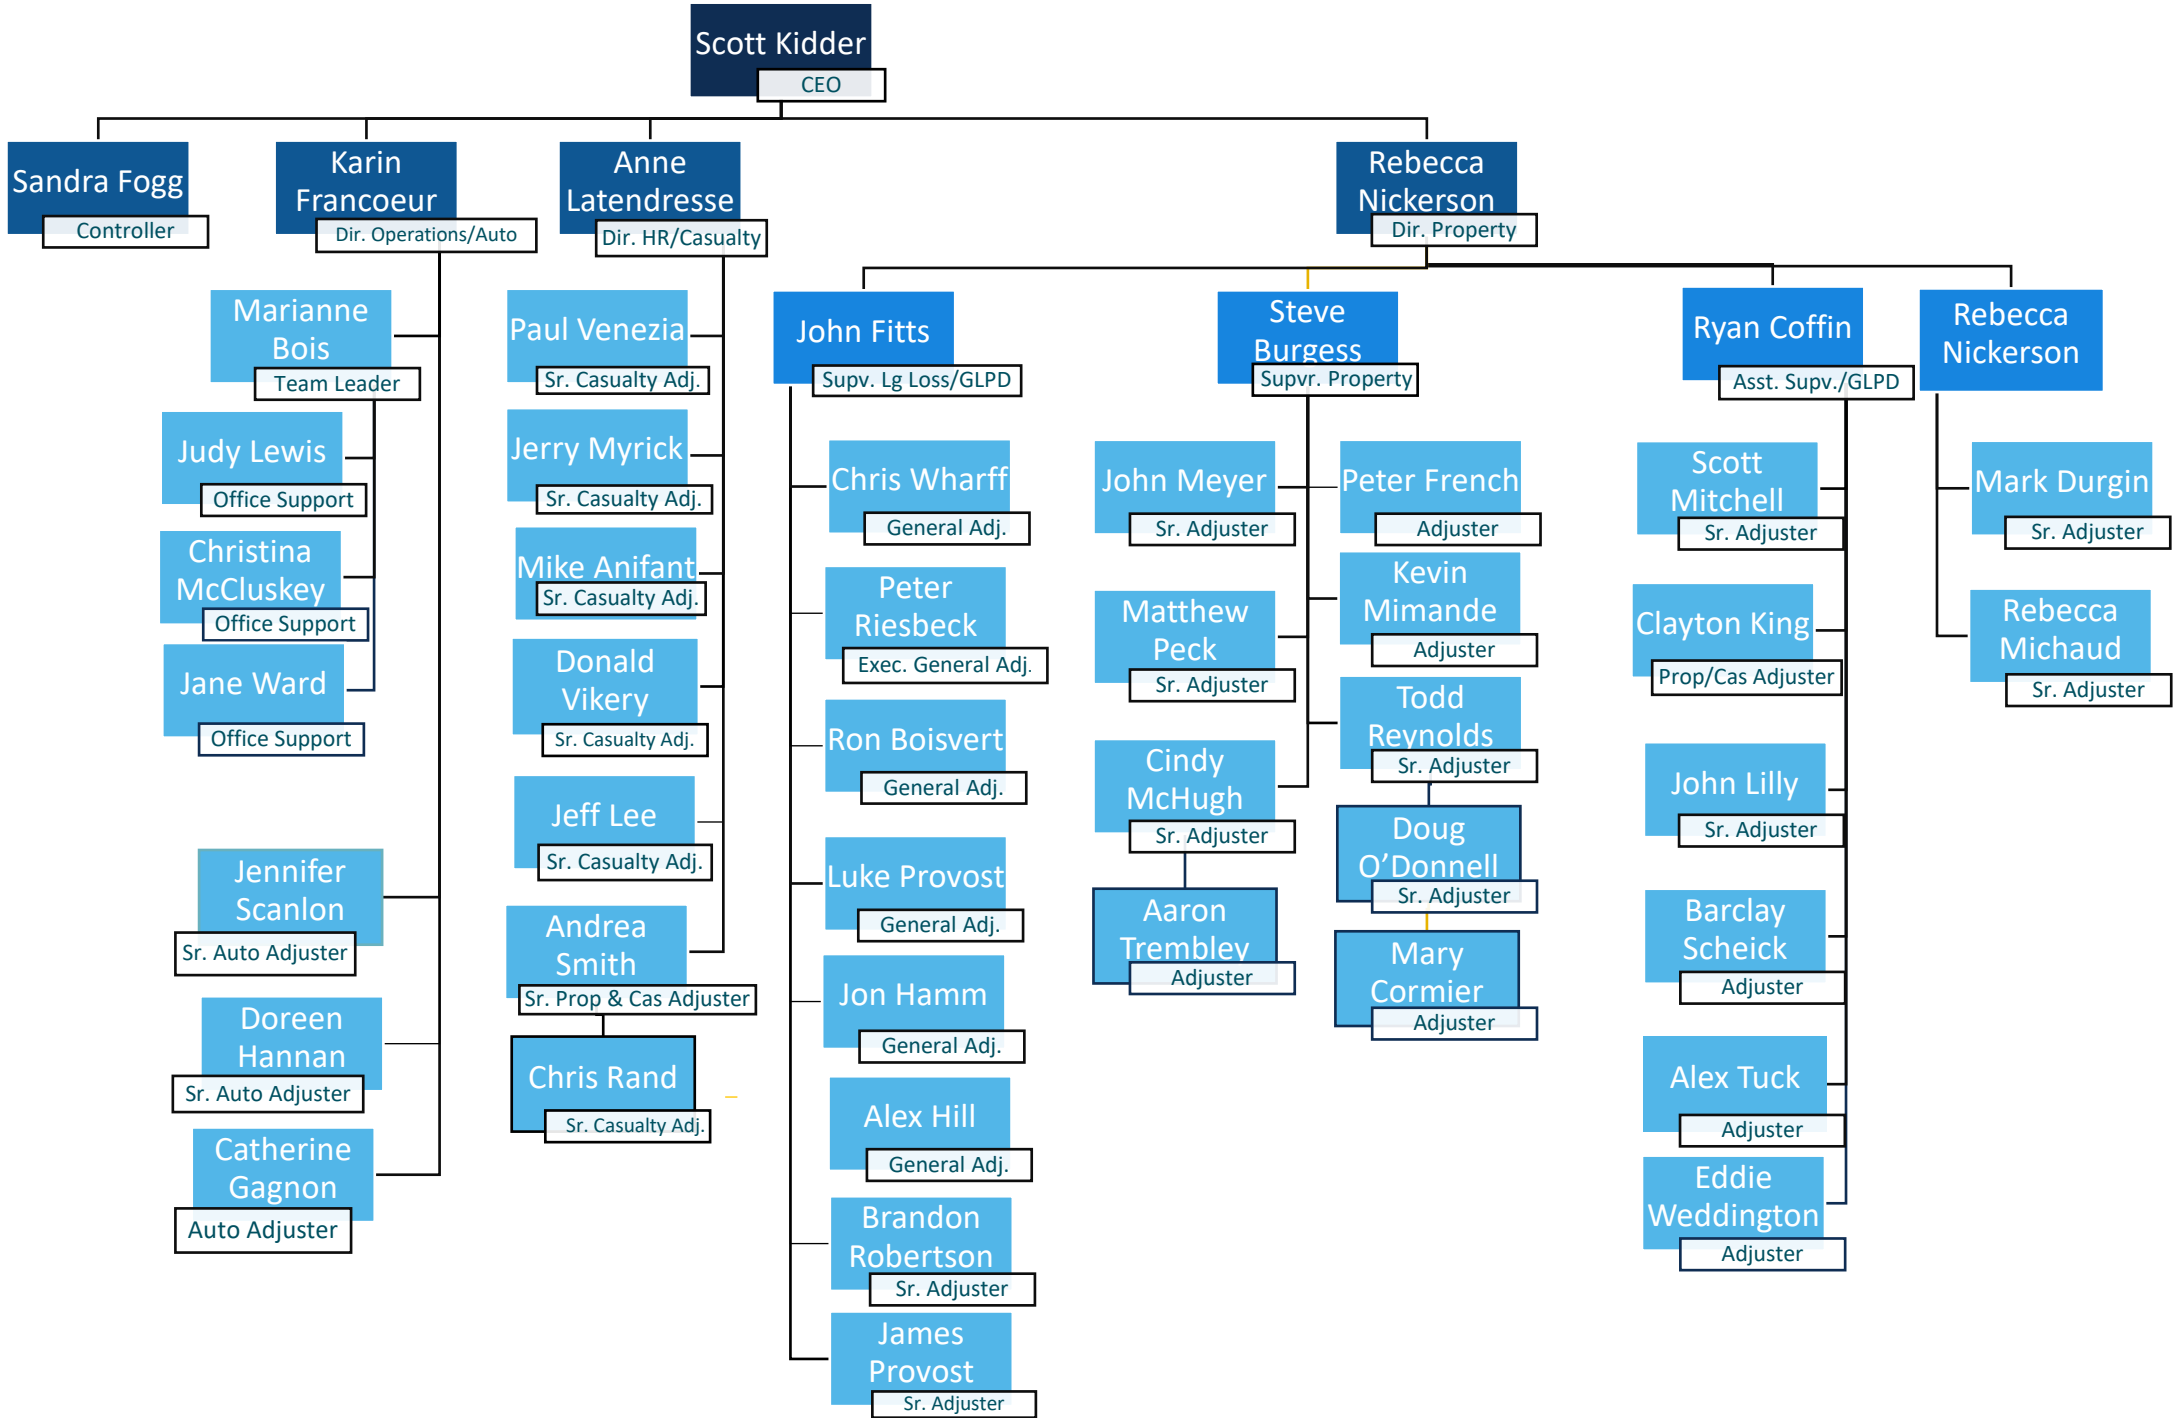 Scott Kidder
CEO
Sandra Fogg
Controller
Karin
Francoeur
Dir. Operations/Auto
Anne
Latendresse
Dir. HR/Casualty
Rebecca
Nickerson
Dir. Property
Marianne
Bois
Team Leader
Judy Lewis
Office Support
Christina
McCluskey
Office Support
Jane Ward
Office Support
Jennifer
Scanlon
Sr. Auto Adjuster
Doreen
Hannan
Sr. Auto Adjuster
Catherine
Gagnon
Auto Adjuster
Paul Venezia
Sr. Casualty Adj.
Jerry Myrick
Sr. Casualty Adj.
Mike Anifant
Sr. Casualty Adj.
Donald
Vikery
Sr. Casualty Adj.
Jeff Lee
Sr. Casualty Adj.
Andrea
Smith
Sr. Prop & Cas Adjuster
Chris Rand
Sr. Casualty Adj.
John Fitts
Supv. Lg Loss/GLPD
Chris Wharff
General Adj.
Peter
Riesbeck
Exec. General Adj.
Ron Boisvert
General Adj.
Luke Provost
General Adj.
Jon Hamm
General Adj.
Alex Hill
General Adj.
Brandon
Robertson
Sr. Adjuster
James
Provost
Sr. Adjuster
Steve
Burgess
Supvr. Property
John Meyer
Sr. Adjuster
Matthew
Peck
Sr. Adjuster
Cindy
McHugh
Sr. Adjuster
Aaron
Trembley
Adjuster
Peter French
Adjuster
Kevin
Mimande
Adjuster
Todd
Reynolds
Sr. Adjuster
Doug
O’Donnell
Sr. Adjuster
Mary
Cormier
Adjuster
Ryan Coffin
Asst. Supv./GLPD
Scott
Mitchell
Sr. Adjuster
Clayton King
Prop/Cas Adjuster
John Lilly
Sr. Adjuster
Barclay
Scheick
Adjuster
Alex Tuck
Adjuster
Eddie
Weddington
Adjuster
Rebecca
Nickerson
Mark Durgin
Sr. Adjuster
Rebecca
Michaud
Sr. Adjuster